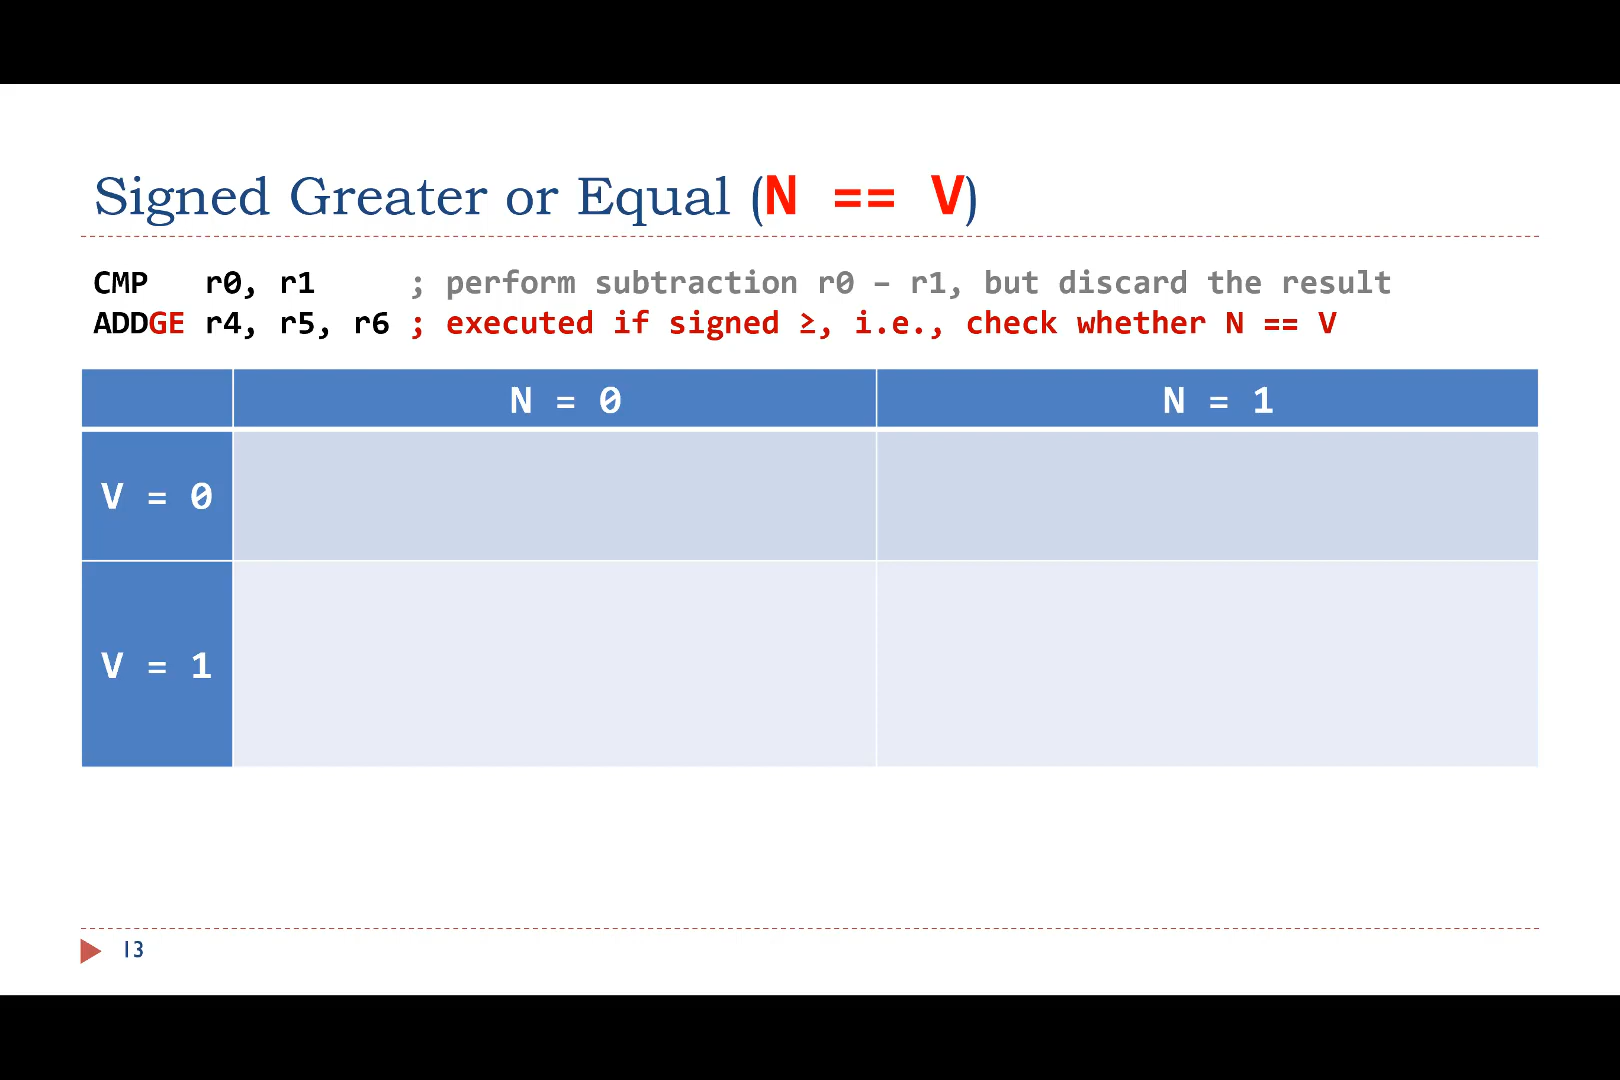 Signed Greater or Equal (N == V)
CMP r0, r1 ; perform subtraction r0 – r1, but discard the result
ADDGE r4, r5, r6 ; executed if signed ≥, i.e., check whether N == V
N = 0 N = 1
V = 0
V = 1
13